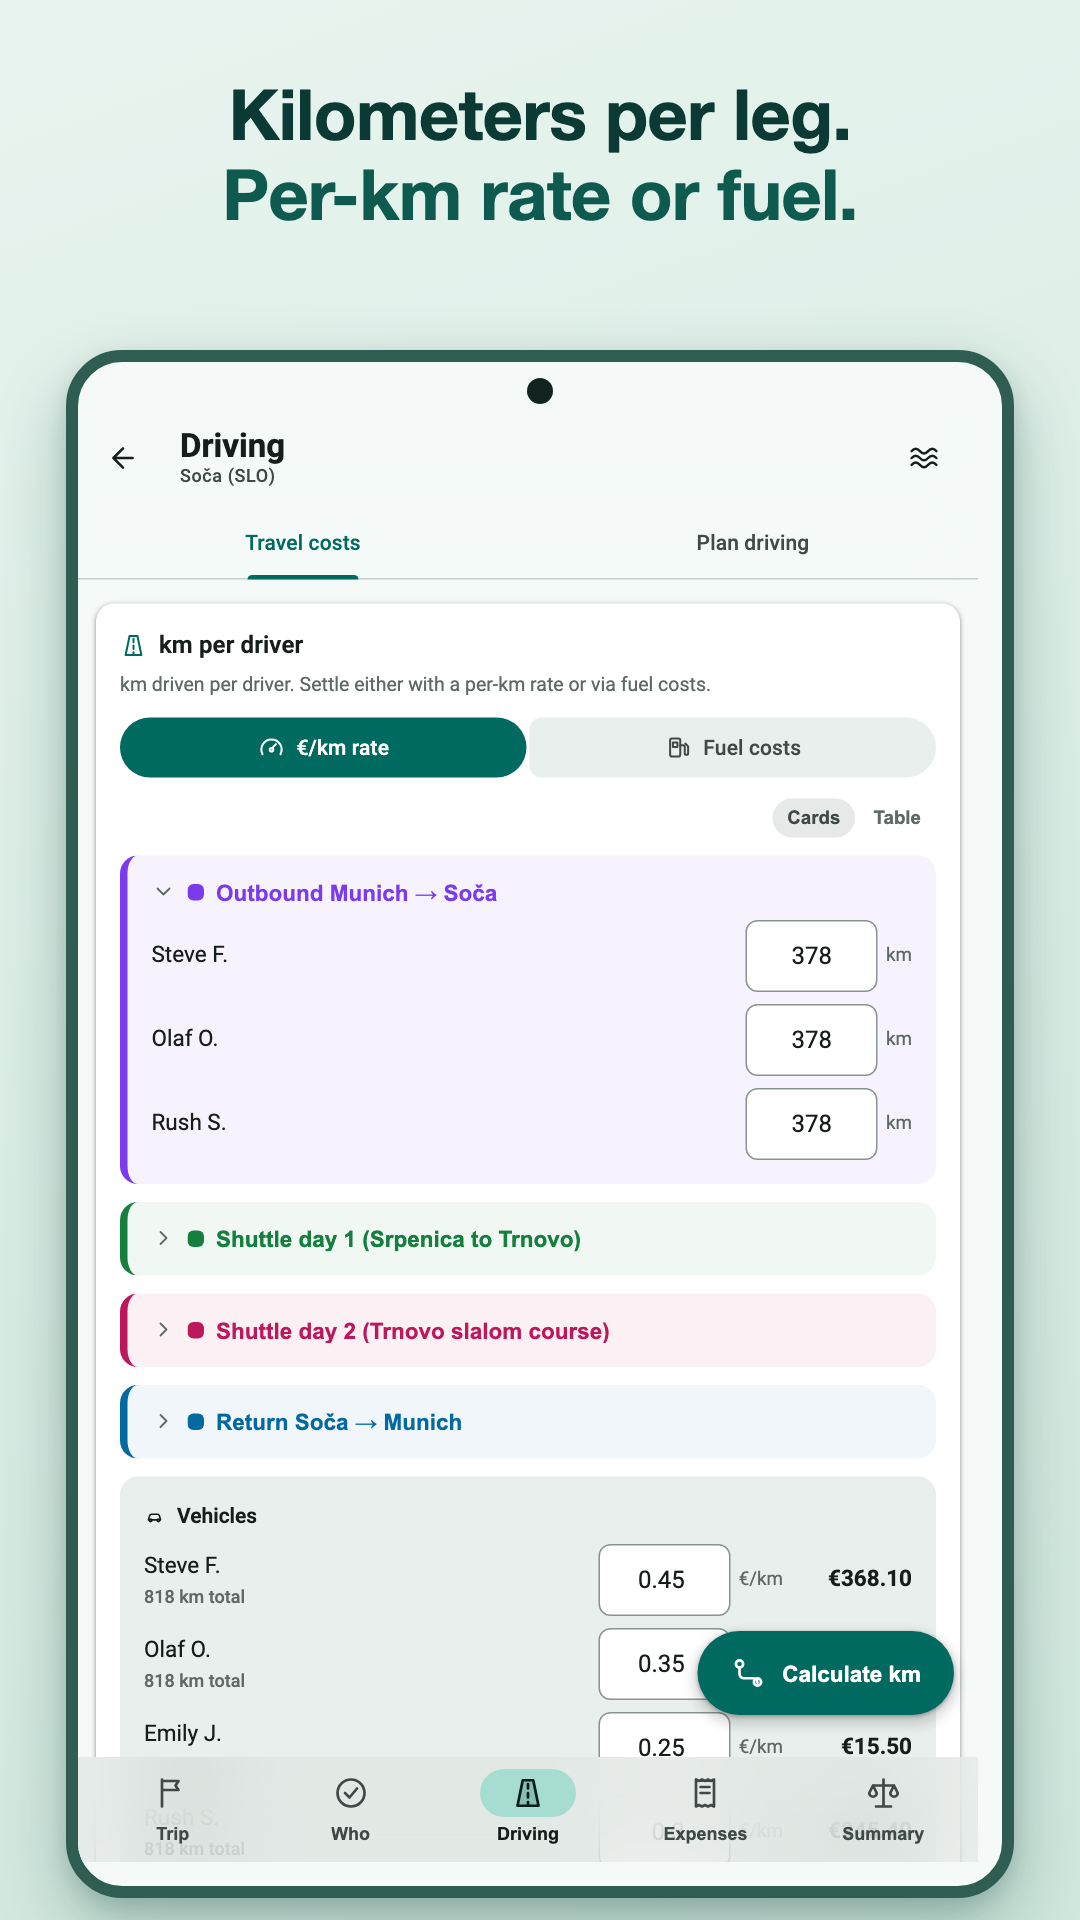 Kilometers per leg.
Per-km rate or fuel.
Driving
Soča (SLO)
Travel costs
Plan driving
km per driver
km driven per driver. Settle either with a per-km rate or via fuel costs.
€/km rate
Fuel costs
Cards
Table
Outbound Munich → Soča
Steve F.
378 km
Olaf O.
378 km
Rush S.
378 km
Shuttle day 1 (Srpenica to Trnovo)
Shuttle day 2 (Trnovo slalom course)
Return Soča → Munich
Vehicles
Steve F.
0.45 €/km €368.10
818 km total
Olaf O.
0.35
818 km total
Calculate km
Emily J.
0.25 €/km €15.50
Rush S.
818 km total
Trip
Who
Driving
Expenses
Summary